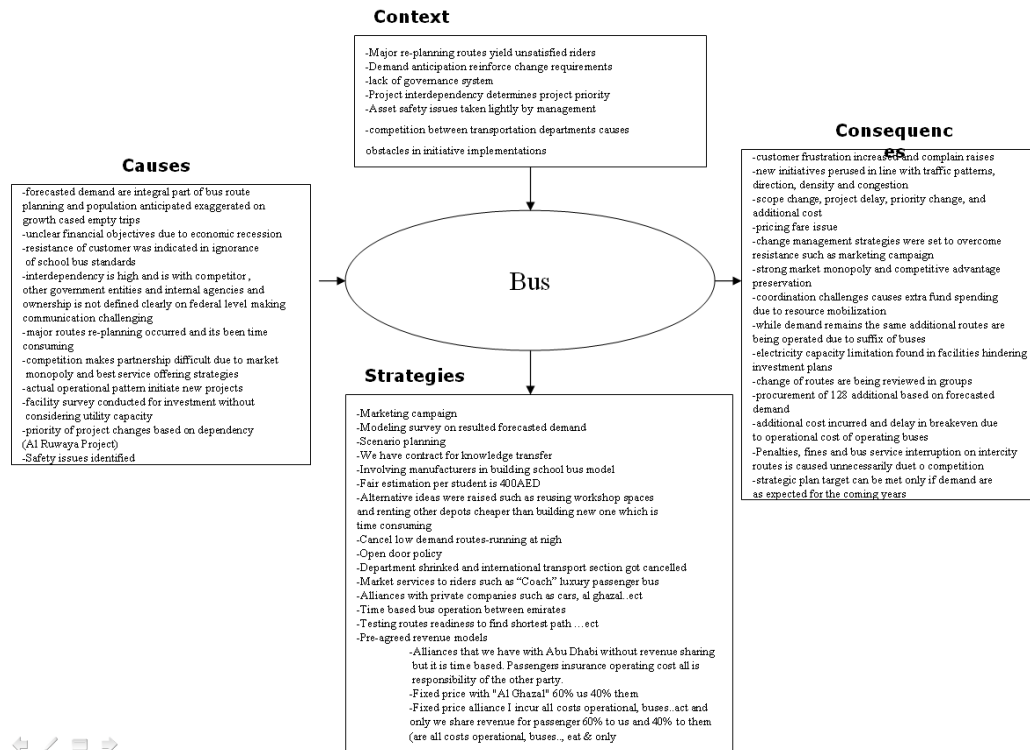 Context
-Major re-planning routes yield unsatisfied riders
-Demand anticipation reinforce change requirements
-lack of governance system
-Project interdependency determines project priority
-Asset safety issues taken lightly by management
-competition between transportation departments causes
obstacles in initiative implementations
Causes
-forecasted demand are integral part of bus route
planning and population anticipated exaggerated on
growth cased empty trips
-unclear financial objectives due to economic recession
-resistance of customer was indicated in ignorance
of school bus standards
-interdependency is high and is with competitor ,
other government entities and internal agencies and
ownership is not defined clearly on federal level making
communication challenging
-major routes re-planning occurred and its been time
consuming
-competition makes partnership difficult due to market
monopoly and best service offering strategies
-actual operational pattern initiate new projects
-facility survey conducted for investment without
considering utility capacity
-priority of project changes based on dependency
(Al Ruwaya Project)
-Safety issues identified
Bus
Consequenc
es
-customer frustration increased and complain raises
-new initiatives perused in line with traffic patterns,
direction, density and congestion
-scope change, project delay, priority change, and
additional cost
-pricing fare issue
-change management strategies were set to overcome
resistance such as marketing campaign
-strong market monopoly and competitive advantage
preservation
-coordination challenges causes extra fund spending
due to resource mobilization
-while demand remains the same additional routes are
being operated due to suffix of buses
-electricity capacity limitation found in facilities hindering
investment plans
-change of routes are being reviewed in groups
-procurement of 128 additional based on forecasted
demand
-additional cost incurred and delay in breakeven due
to operational cost of operating buses
-Penalties, fines and bus service interruption on intercity
routes is caused unnecessarily duet o competition
-strategic plan target can be met only if demand are
as expected for the coming years
Strategies
-Marketing campaign
-Modeling survey on resulted forecasted demand
-Scenario planning
-We have contract for knowledge transfer
-Involving manufacturers in building school bus model
-Fair estimation per student is 400AED
-Alternative ideas were raised such as reusing workshop spaces
and renting other depots cheaper than building new one which is
time consuming
-Cancel low demand routes-running at nigh
-Open door policy
-Department shrinked and international transport section got cancelled
-Market services to riders such as “Coach” luxury passenger bus
-Alliances with private companies such as cars, al ghazal..ect
-Time based bus operation between emirates
-Testing routes readiness to find shortest path ...ect
-Pre-agreed revenue models
-Alliances that we have with Abu Dhabi without revenue sharing
but it is time based. Passengers insurance operating cost all is
responsibility of the other party.
-Fixed price with "Al Ghazal" 60% us 40% them
-Fixed price alliance I incur all costs operational, buses..act and
only we share revenue for passenger 60% to us and 40% to them
(are all costs operational, buses.., eat & only